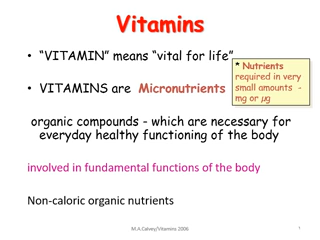 Vitamins
• “VITAMIN” means “vital for life”
* Nutrients
required in very
small amounts -
mg or µg
• VITAMINS are Micronutrients
organic compounds - which are necessary for
everyday healthy functioning of the body
involved in fundamental functions of the body
Non-caloric organic nutrients
M.A.Calvey/Vitamins 2006
1